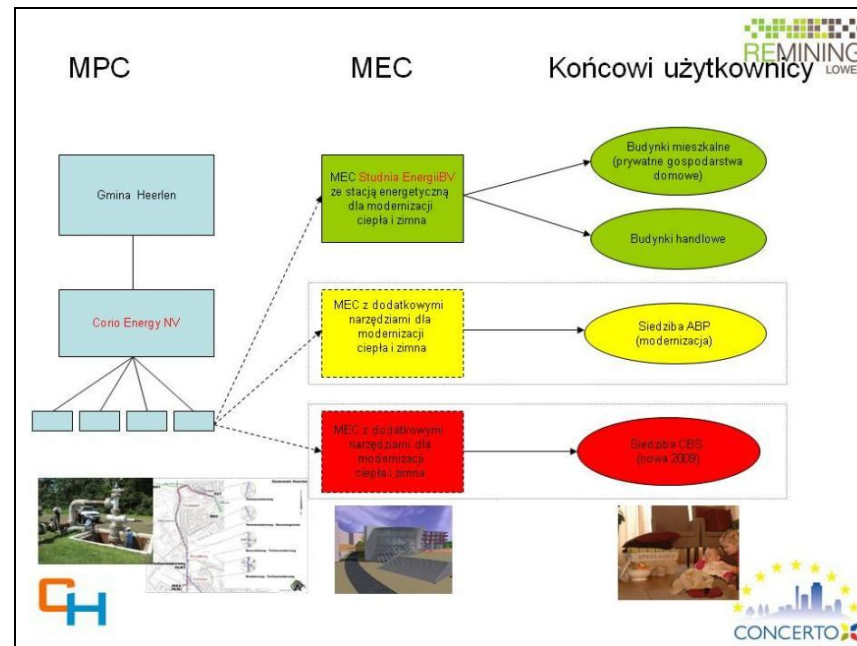 MPC
MEC
Końcowi użytkownicy
REMINING
LOWEX
Gmina Heerlen
Corio Energy NV
MEC Studnia EnergiiBV
ze stacją energetyczną
dla modernizacji
ciepła i zimna
Budynki mieszkalne
(prywatne gospodarstwa
domowe)
Budynki handlowe
MEC z dodatkowymi
narzędziami dla
modernizacji
ciepła i zimna
Siedziba ABP
(modernizacja)
MEC z dodatkowymi
narzędziami dla
modernizacji
ciepła i zimna
Siedziba CBS
(nowa 2009)
CH
CONCERTO